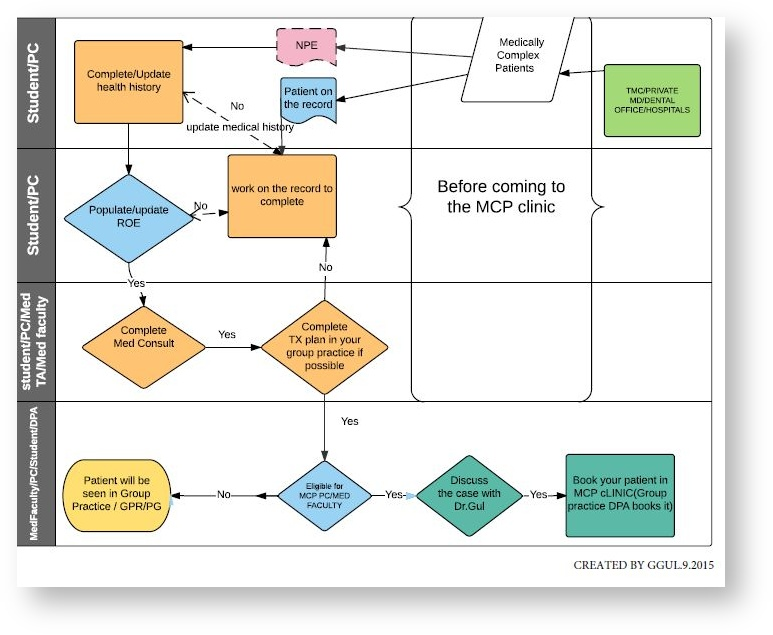 Student/PC
Complete/Update
health history
NPE
Patient on
the record
Medically
Complex
Patients
TMC/PRIVATE
MD/DENTAL
OFFICE/HOSPITALS
No
update medical history
Student/PC
Populate/update
ROE
No
work on the record to
complete
Before coming to
the MCP clinic
Yes
No
student/PC/Med
TA/Med faculty
Complete
Med Consult
Yes
Complete
TX plan in your
group practice if
possible
Yes
MedFaculty/PC/Student/DPA
Patient will be
seen in Group
Practice / GPR/PG
No
Eligible for
MCP PC/MED
FACULTY
Yes
Discuss
the case with
Dr.Gul
Yes
Book your patient in
MCP cLINIC(Group
practice DPA books it)
CREATED BY GGUL.9.2015